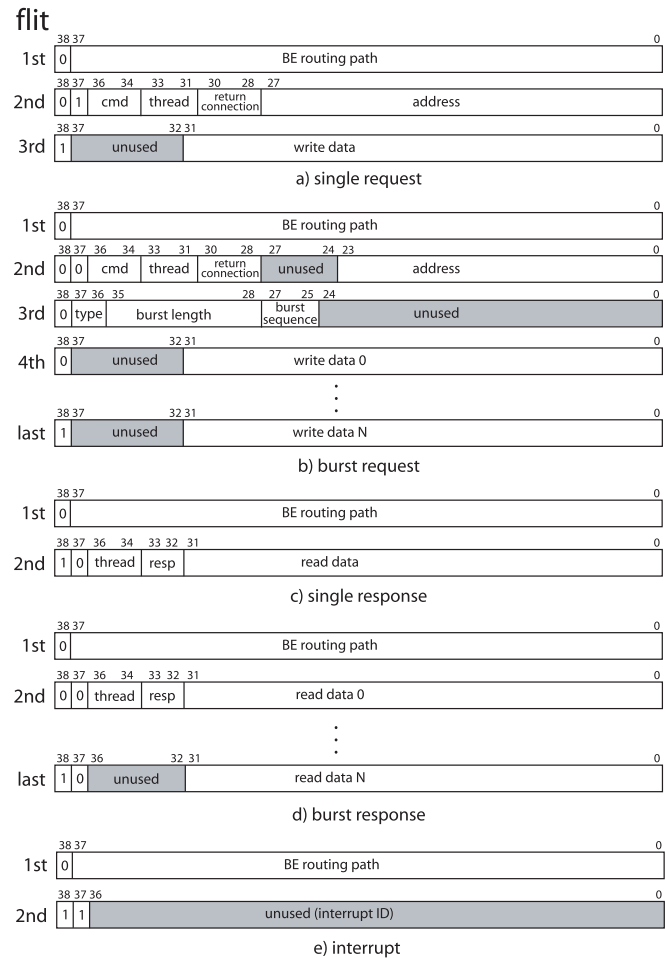 flit
38 37 0
1st 0 BE routing path
38 37 36 34 33 31 30 28 27
2nd 0 1 cmd thread return connection address
38 37 32 31 0
3rd 1 unused write data
a) single request
38 37 0
1st 0 BE routing path
38 37 36 34 33 31 30 28 27 24 23 0
2nd 0 0 cmd thread return connection unused address
38 37 36 35 28 27 25 24 0
3rd 0 type burst length burst sequence unused
38 37 32 31 0
4th 0 unused write data 0
38 37 32 31 0
last 1 unused write data N
b) burst request
38 37 0
1st 0 BE routing path
38 37 36 34 33 32 31 0
2nd 1 0 thread resp read data
c) single response
38 37 0
1st 0 BE routing path
38 37 36 34 33 32 31 0
2nd 0 0 thread resp read data 0
38 37 36 32 31 0
last 1 0 unused read data N
d) burst response
38 37 0
1st 0 BE routing path
38 37 36 0
2nd 1 1 unused (interrupt ID)
e) interrupt